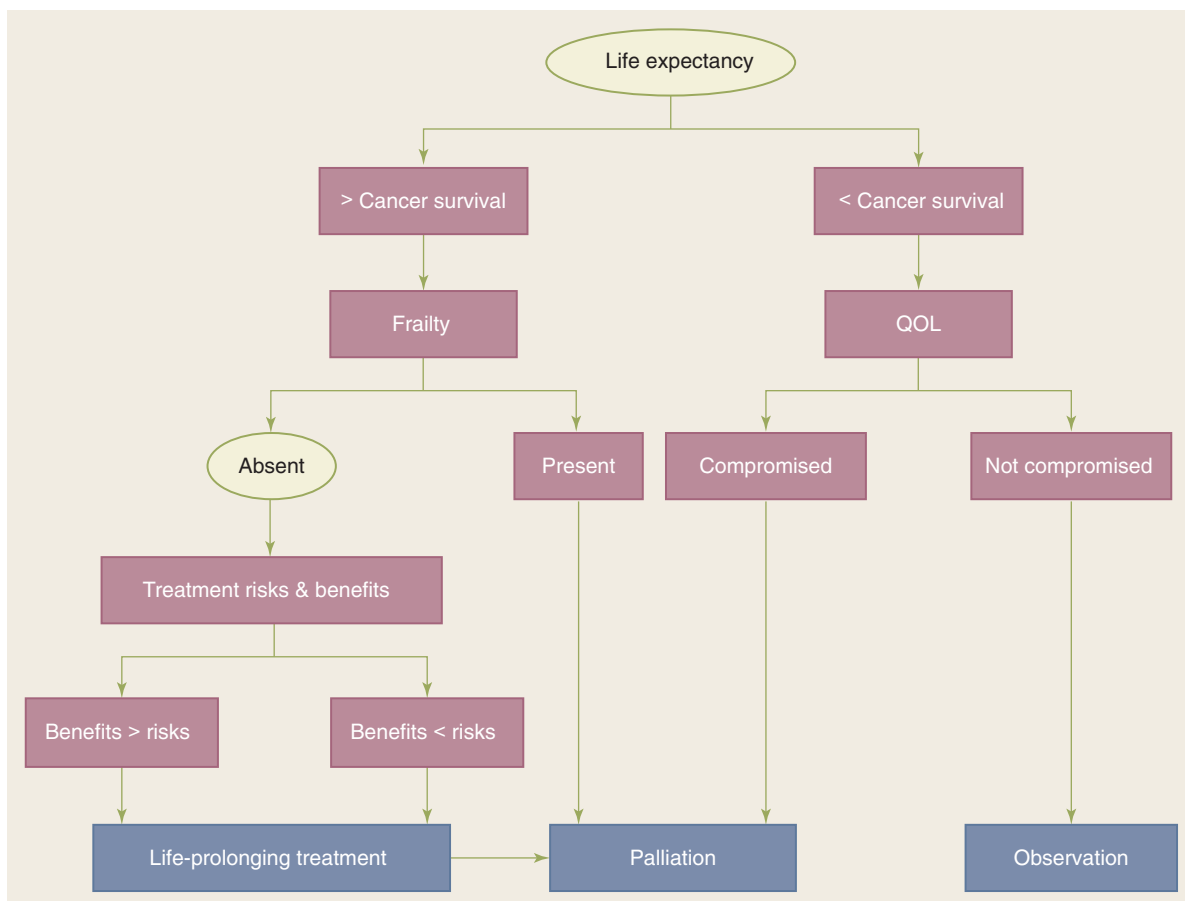 Life expectancy
> Cancer survival
< Cancer survival
Frailty
QOL
Absent
Present
Compromised
Not compromised
Treatment risks & benefits
Benefits > risks
Benefits < risks
Life-prolonging treatment
Palliation
Observation